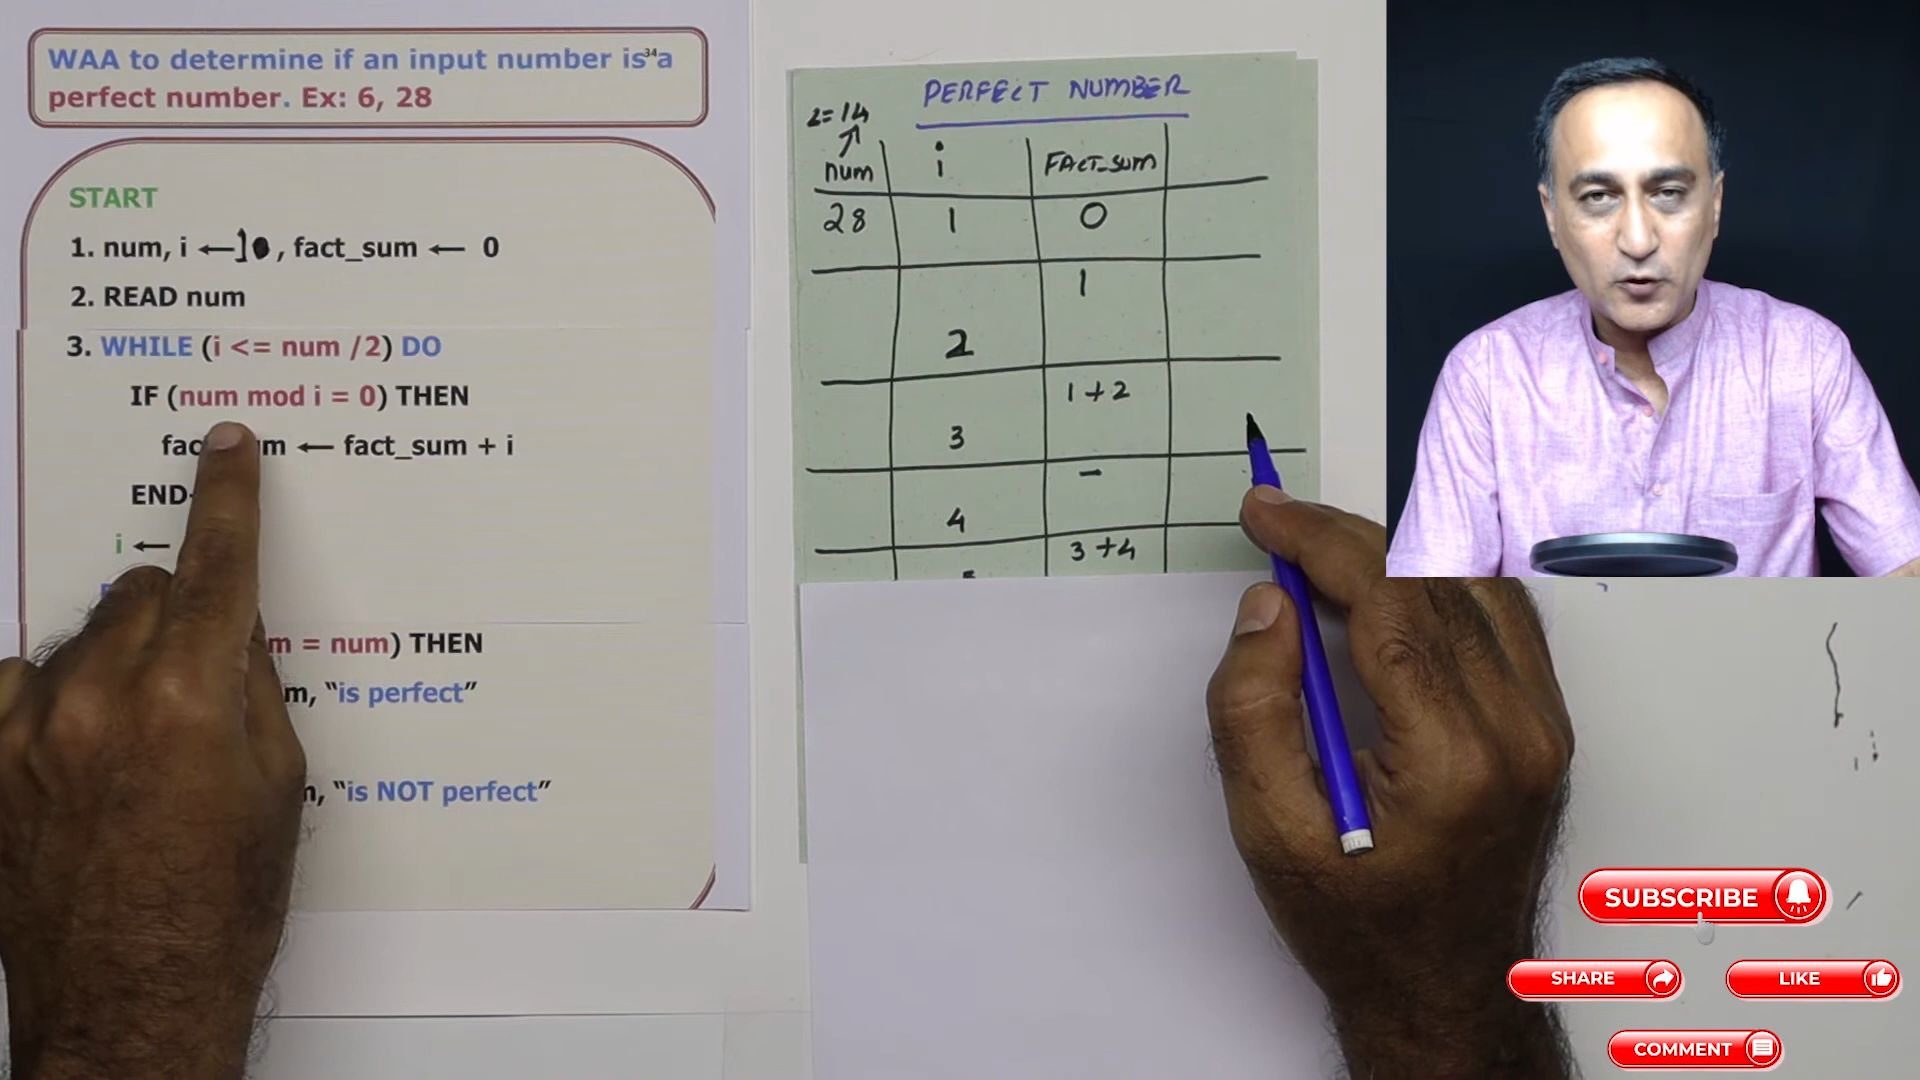 WAA to determine if an input number is a
34
perfect number. Ex: 6, 28
START
1. num, i ← 1 , fact_sum ← 0
2. READ num
3. WHILE (i <= num /2) DO
IF (num mod i = 0) THEN
← fact_sum + i
END-
i ←
m = num) THEN
m, “is perfect”
m, “is NOT perfect”
PERFECT NUMBER
2=14
num i FACT_SUM
28 1 0
1
2
1+2
3
-
4
3+4
SUBSCRIBE
SHARE LIKE
COMMENT